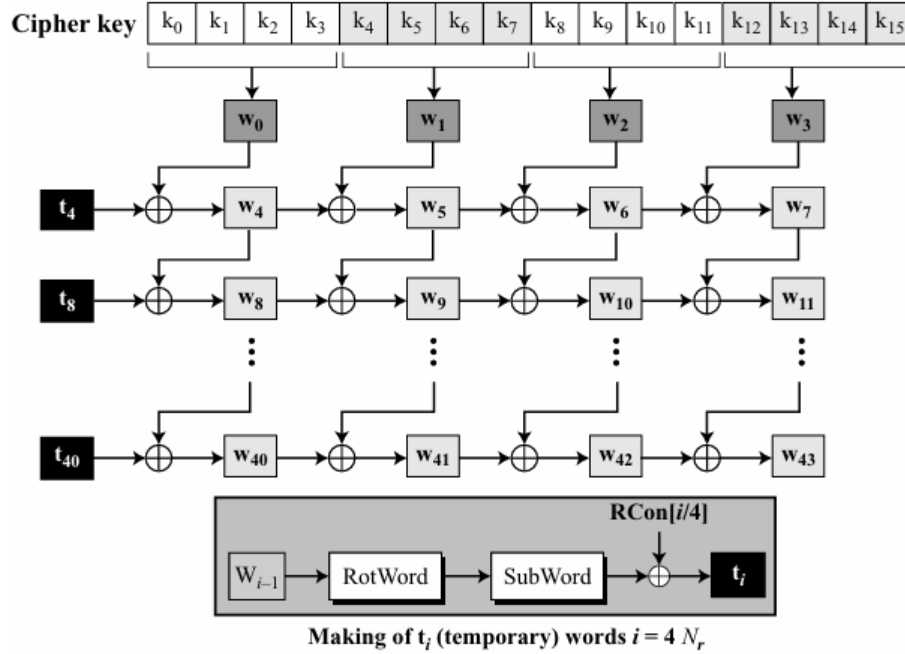 Cipher key k₀ k₁ k₂ k₃ k₄ k₅ k₆ k₇ k₈ k₉ k₁₀ k₁₁ k₁₂ k₁₃ k₁₄ k₁₅
w₀ w₁ w₂ w₃
t₄ w₄ w₅ w₆ w₇
t₈ w₈ w₉ w₁₀ w₁₁
t₄₀ w₄₀ w₄₁ w₄₂ w₄₃
RCon[i/4]
Wᵢ₋₁ RotWord SubWord tᵢ
Making of tᵢ (temporary) words i = 4 Nᵣ